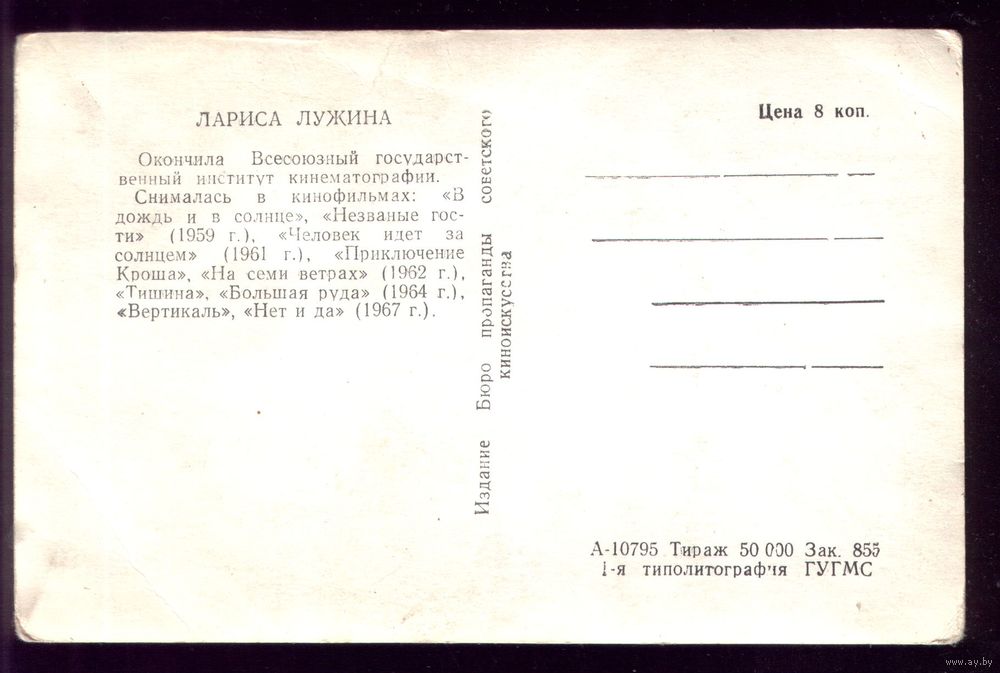 ЛАРИСА ЛУЖИНА
Окончила Всесоюзный государст-
венный институт кинематографии.
Снималась в кинофильмах: «В
дождь и в солнце», «Незваные гос-
ти» (1959 г.), «Человек идет за
солнцем» (1961 г.), «Приключение
Кроша», «На семи ветрах» (1962 г.),
«Тишина», «Большая руда» (1964 г.),
«Вертикаль», «Нет и да» (1967 г.).
Издание Бюро пропаганды советского
киноискусства
Цена 8 коп.
А-10795 Тираж 50 000 Зак. 855
1-я типолитография ГУГМС
www.ay.by